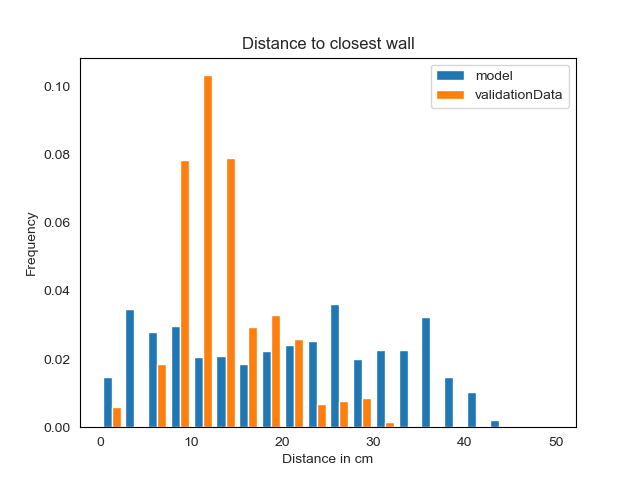 Distance to closest wall
model
validationData
Frequency
0.10
0.08
0.06
0.04
0.02
0.00
0 10 20 30 40 50
Distance in cm